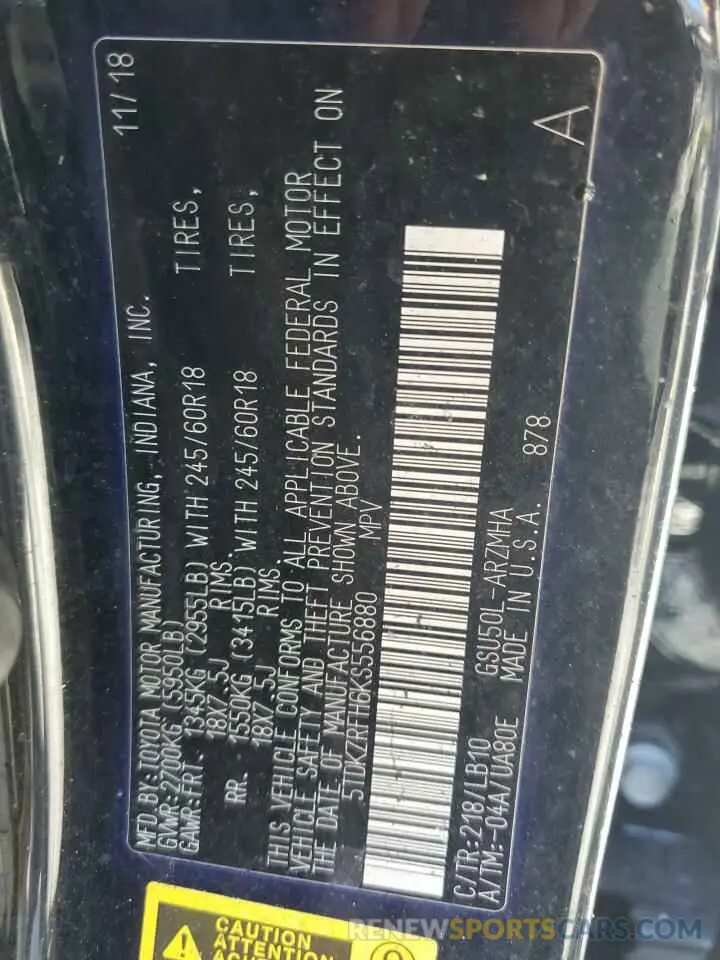 MFD.BY:TOYOTA MOTOR MANUFACTURING, INDIANA, INC. 11/18
GVWR:2700KG (5950LB)
GAWR:FRT. 1345KG (2955LB) WITH 245/60R18 TIRES,
18X7.5J RIMS.
RR. 1550KG (3415LB) WITH 245/60R18 TIRES,
18X7.5J RIMS.
THIS VEHICLE CONFORMS TO ALL APPLICABLE FEDERAL MOTOR
VEHICLE SAFETY AND THEFT PREVENTION STANDARDS IN EFFECT ON
THE DATE OF MANUFACTURE SHOWN ABOVE.
5TDKZRFH6KS556880 MPV
C/TR:218/LB10 GSU50L-ARZMHA
A/TM:-04A/UA80E MADE IN U.S.A. 878
A
CAUTION
ATTENTION
RENEWSPORTSCARS.COM